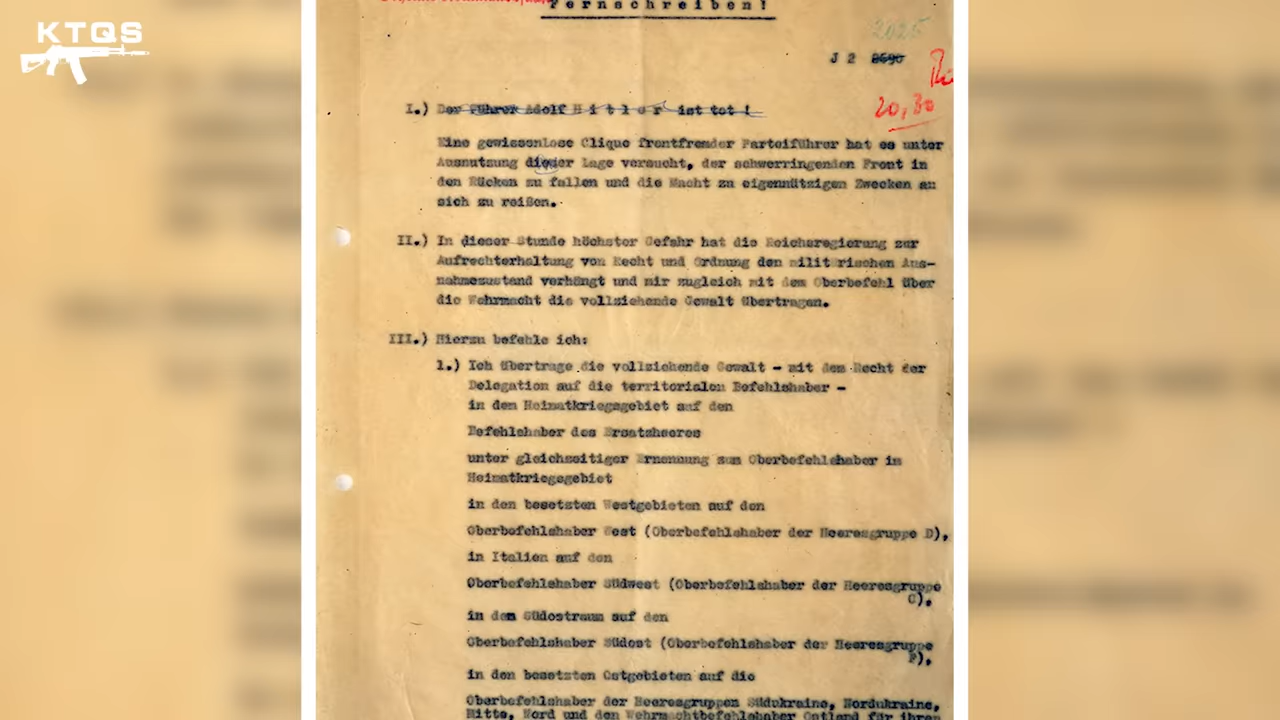 KTQS
Fernschreiben!
2025
J 2
20,30
I.) Der Führer Adolf H i t l e r ist tot !
Eine gewissenlose Clique frontfremder Parteiführer hat es unter
Ausnutzung dieser Lage versucht, der schwerringenden Front in
den Rücken zu fallen und die Macht zu eigennützigen Zwecken an
sich zu reißen.
II.) In dieser Stunde höchster Gefahr hat die Reichsregierung zur
Aufrechterhaltung von Recht und Ordnung den militärischen Aus-
nahmezustand verhängt und mir zugleich mit dem Oberbefehl über
die Wehrmacht die vollziehende Gewalt übertragen.
III.) Hierzu befehle ich:
1.) Ich übertrage die vollziehende Gewalt - mit dem Recht der
Delegation auf die territorialen Befehlshaber -
in dem Heimatkriegsgebiet auf den
Befehlshaber des Ersatzheeres
unter gleichzeitiger Ernennung zum Oberbefehlshaber im
Heimatkriegsgebiet
in den besetzten Westgebieten auf den
Oberbefehlshaber West (Oberbefehlshaber der Heeresgruppe D),
in Italien auf den
Oberbefehlshaber Südwest (Oberbefehlshaber der Heeresgruppe
C),
in dem Südostraum auf den
Oberbefehlshaber Südost (Oberbefehlshaber der Heeresgruppe
F),
in den besetzten Ostgebieten auf die
Oberbefehlshaber der Heeresgruppen Südukraine, Nordukraine,
Mitte, Nord und den Wehrmachtbefehlshaber Ostland für ihren